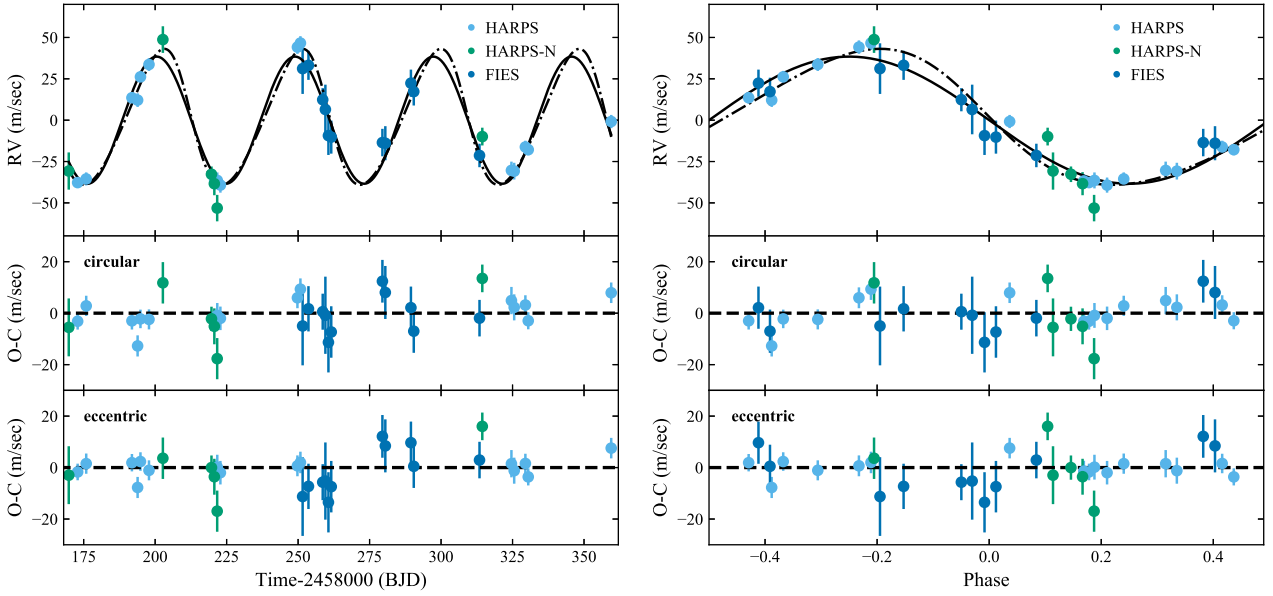 RV (m/sec)
50
25
0
−25
−50
HARPS
HARPS-N
FIES
O-C (m/sec)
20
0
−20
circular
O-C (m/sec)
20
0
−20
eccentric
175 200 225 250 275 300 325 350
Time-2458000 (BJD)
RV (m/sec)
50
25
0
−25
−50
HARPS
HARPS-N
FIES
O-C (m/sec)
20
0
−20
circular
O-C (m/sec)
20
0
−20
eccentric
−0.4 −0.2 0.0 0.2 0.4
Phase